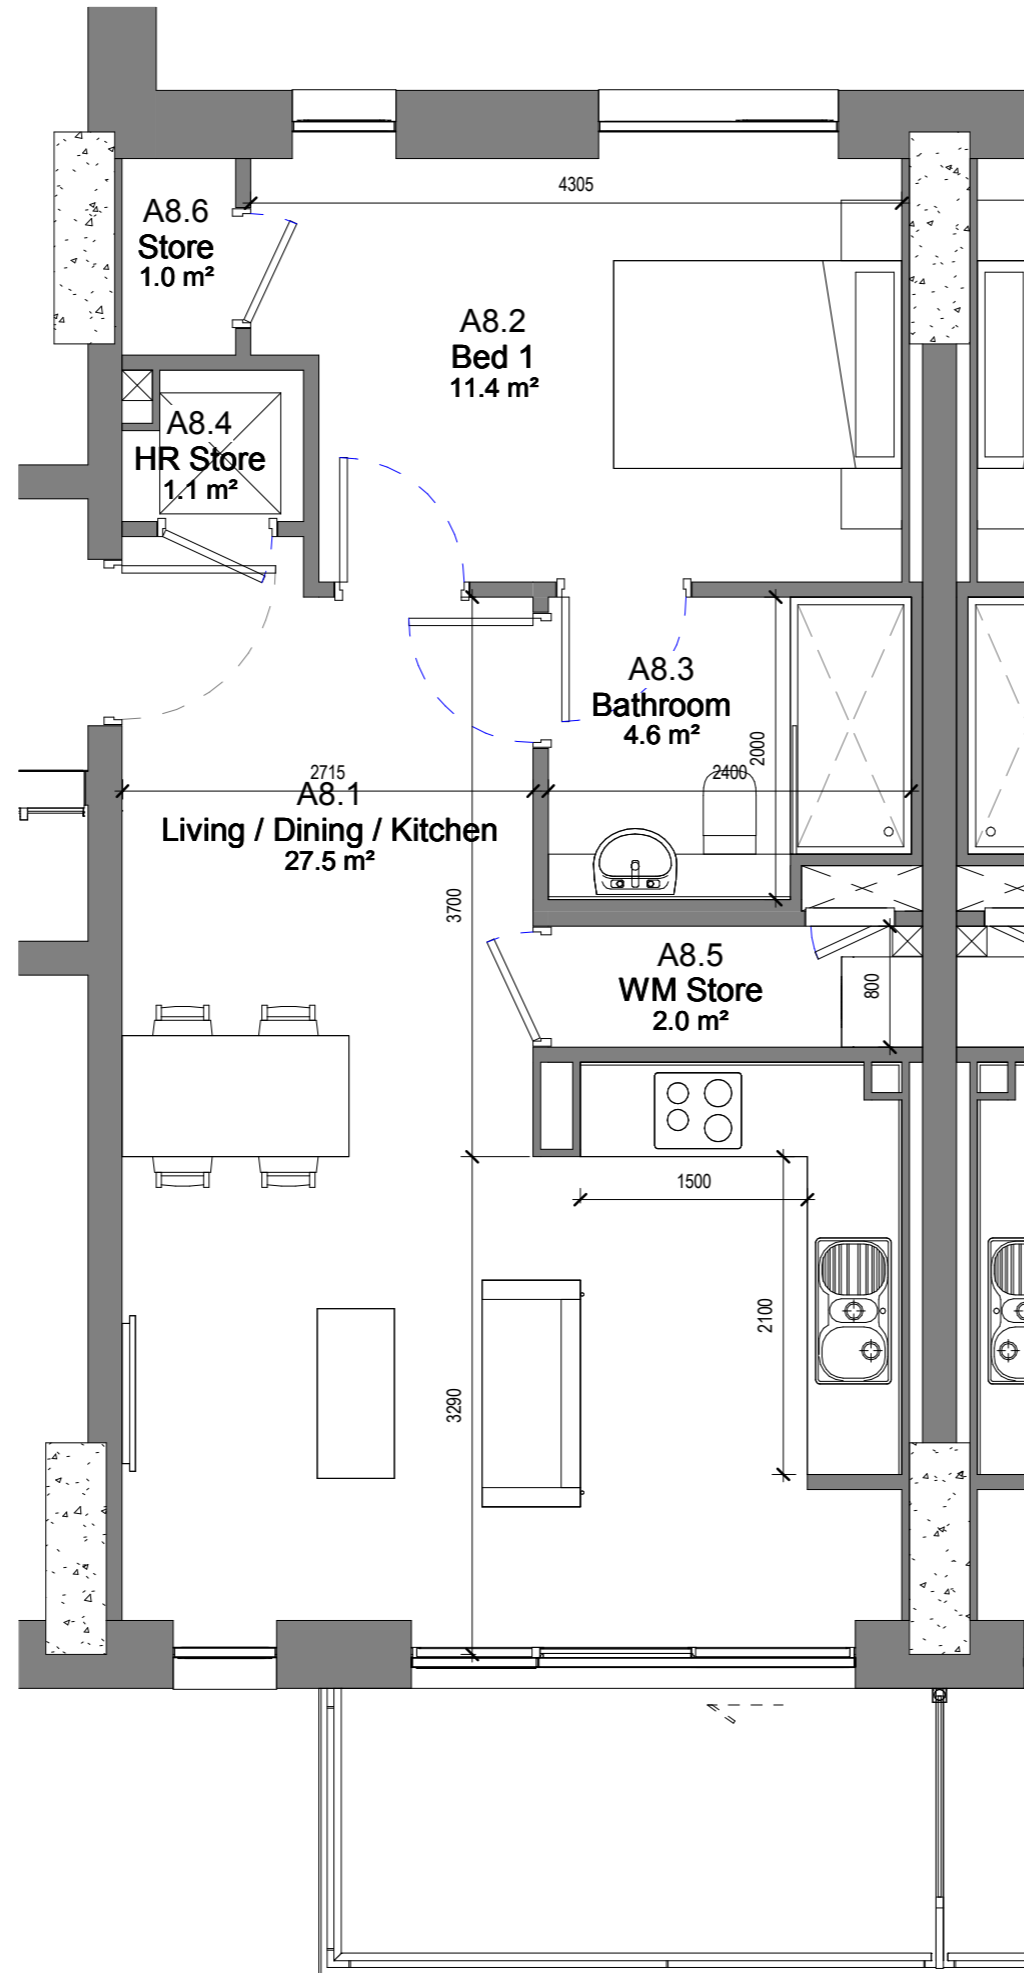 4305
A8.6
Store
1.0 m²
A8.2
Bed 1
11.4 m²
A8.4
HR Store
1.1 m²
A8.3
Bathroom
4.6 m²
2000
2715
2400
A8.1
Living / Dining / Kitchen
27.5 m²
3700
A8.5
WM Store
2.0 m²
800
1500
2100
3290